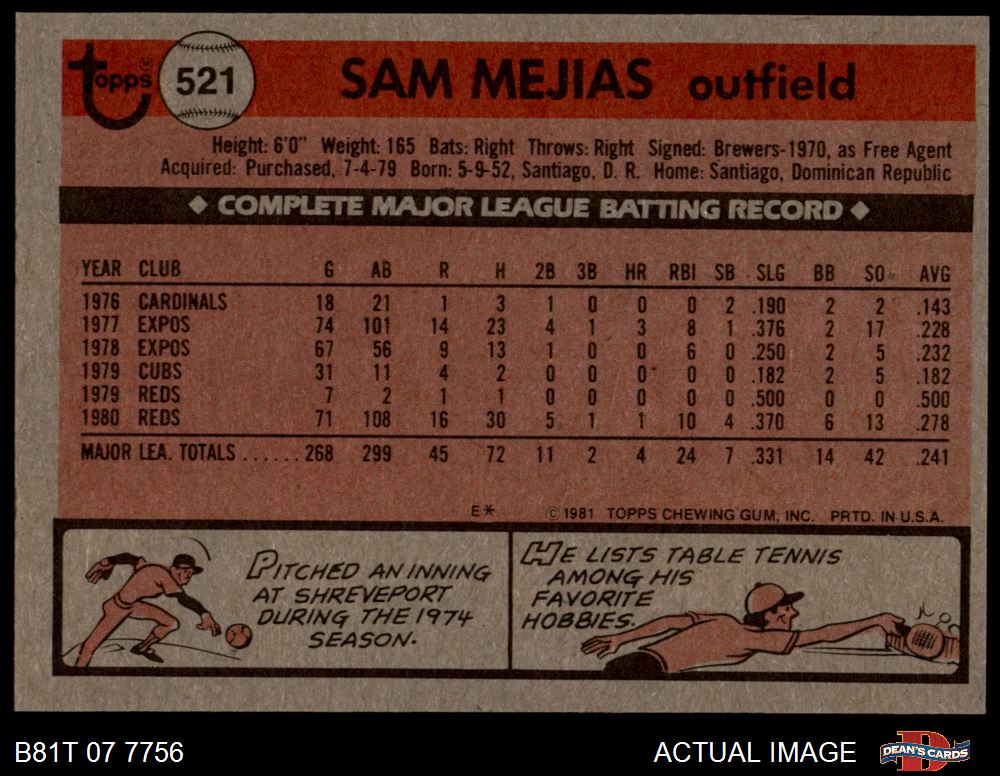 Topps 521 SAM MEJIAS outfield
Height: 6'0" Weight: 165 Bats: Right Throws: Right Signed: Brewers-1970, as Free Agent
Acquired: Purchased, 7-4-79 Born: 5-9-52, Santiago, D. R. Home: Santiago, Dominican Republic
◆ COMPLETE MAJOR LEAGUE BATTING RECORD ◆
YEAR CLUB G AB R H 2B 3B HR RBI SB SLG BB SO AVG
1976 CARDINALS 18 21 1 3 1 0 0 0 2 .190 2 2 .143
1977 EXPOS 74 101 14 23 4 1 3 8 1 .376 2 17 .228
1978 EXPOS 67 56 9 13 1 0 0 6 0 .250 2 5 .232
1979 CUBS 31 11 4 2 0 0 0 0 0 .182 2 5 .182
1979 REDS 7 2 1 1 0 0 0 0 0 .500 0 0 .500
1980 REDS 71 108 16 30 5 1 1 10 4 .370 6 13 .278
MAJOR LEA. TOTALS ...... 268 299 45 72 11 2 4 24 7 .331 14 42 .241
E* © 1981 TOPPS CHEWING GUM, INC. PRTD. IN U.S.A.
PITCHED AN INNING
AT SHREVEPORT
DURING THE 1974
SEASON.
HE LISTS TABLE TENNIS
AMONG HIS
FAVORITE
HOBBIES.
B81T 07 7756 ACTUAL IMAGE DEAN'S CARDS